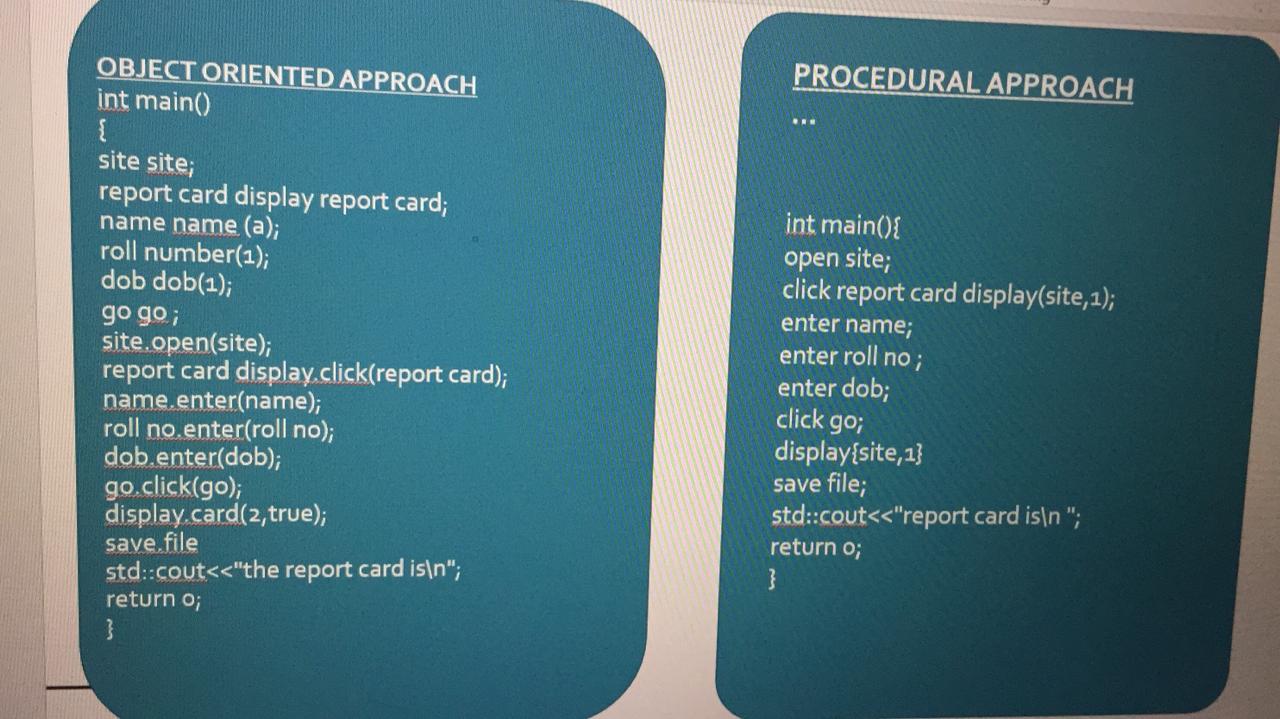 OBJECT ORIENTED APPROACH
int main()
{
site site;
report card display report card;
name name (a);
roll number(1);
dob dob(1);
go go ;
site.open(site);
report card display.click(report card);
name.enter(name);
roll no.enter(roll no);
dob.enter(dob);
go.click(go);
display.card(2,true);
save.file
std::cout<<"the report card is\n";
return 0;
}
PROCEDURAL APPROACH
...
int main(){
open site;
click report card display(site,1);
enter name;
enter roll no ;
enter dob;
click go;
display{site,1}
save file;
std::cout<<"report card is\n ";
return 0;
}